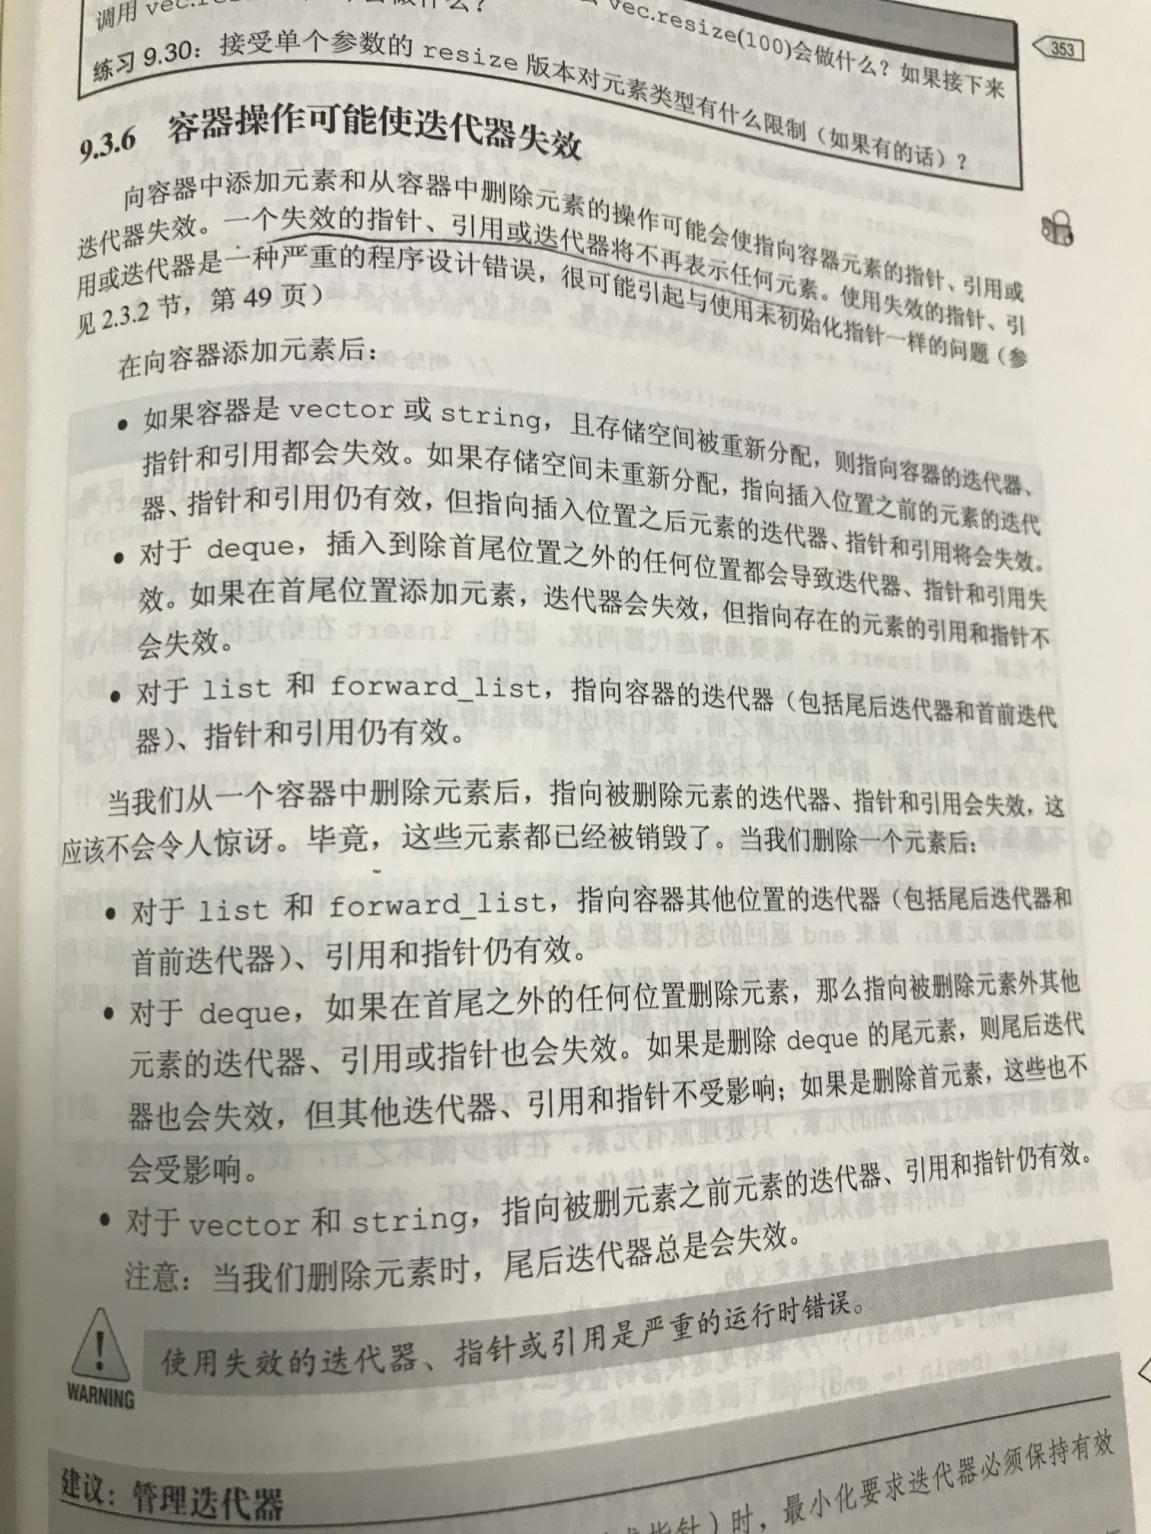 调用 vec.resize(100)会做什么？如果接下来
353
练习 9.30：接受单个参数的 resize 版本对元素类型有什么限制（如果有的话）？
9.3.6 容器操作可能使迭代器失效
向容器中添加元素和从容器中删除元素的操作可能会使指向容器元素的指针、引用或
迭代器失效。一个失效的指针、引用或迭代器将不再表示任何元素。使用失效的指针、引
用或迭代器是一种严重的程序设计错误，很可能引起与使用未初始化指针一样的问题（参
见 2.3.2 节，第 49 页）
在向容器添加元素后：
• 如果容器是 vector 或 string，且存储空间被重新分配，则指向容器的迭代器、
指针和引用都会失效。如果存储空间未重新分配，指向插入位置之前的元素的迭代
器、指针和引用仍有效，但指向插入位置之后元素的迭代器、指针和引用将会失效。
• 对于 deque，插入到除首尾位置之外的任何位置都会导致迭代器、指针和引用失
效。如果在首尾位置添加元素，迭代器会失效，但指向存在的元素的引用和指针不
会失效。
• 对于 list 和 forward_list，指向容器的迭代器（包括尾后迭代器和首前迭代
器）、指针和引用仍有效。
当我们从一个容器中删除元素后，指向被删除元素的迭代器、指针和引用会失效，这
应该不会令人惊讶。毕竟，这些元素都已经被销毁了。当我们删除一个元素后：
• 对于 list 和 forward_list，指向容器其他位置的迭代器（包括尾后迭代器和
首前迭代器）、引用和指针仍有效。
• 对于 deque，如果在首尾之外的任何位置删除元素，那么指向被删除元素外其他
元素的迭代器、引用或指针也会失效。如果是删除 deque 的尾元素，则尾后迭代
器也会失效，但其他迭代器、引用和指针不受影响；如果是删除首元素，这些也不
会受影响。
• 对于 vector 和 string，指向被删元素之前元素的迭代器、引用和指针仍有效。
注意：当我们删除元素时，尾后迭代器总是会失效。
WARNING
使用失效的迭代器、指针或引用是严重的运行时错误。
建议：管理迭代器
指针）时，最小化要求迭代器必须保持有效